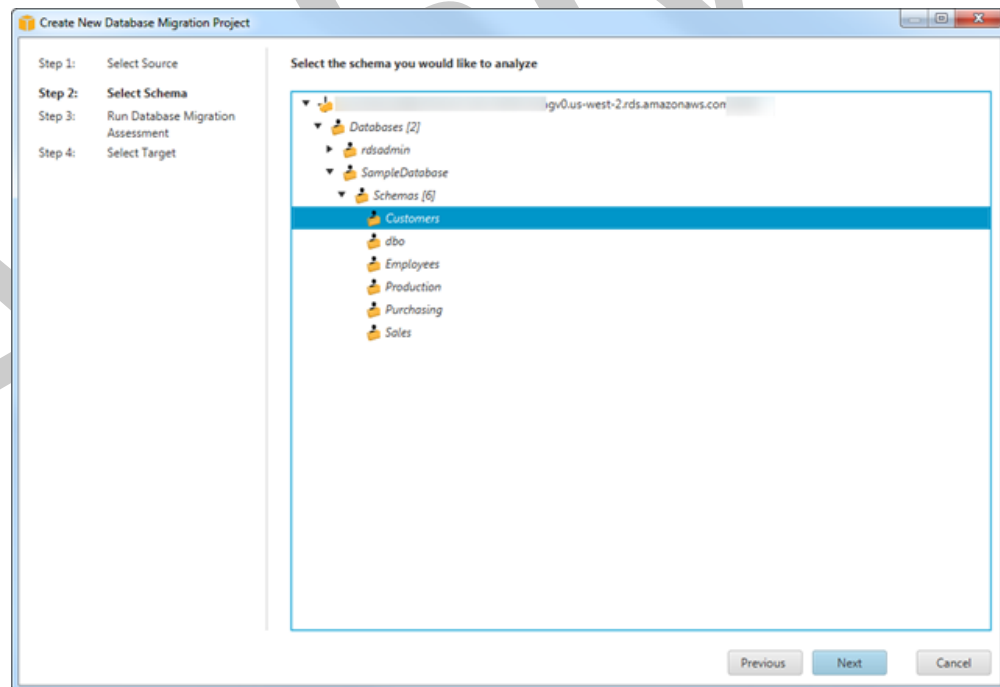 Create New Database Migration Project
Step 1: Select Source
Step 2: Select Schema
Step 3: Run Database Migration
Assessment
Step 4: Select Target
Select the schema you would like to analyze
gv0.us-west-2.rds.amazonaws.com
Databases [2]
rdsadmin
SampleDatabase
Schemas [6]
Customers
dbo
Employees
Production
Purchasing
Sales
Previous Next Cancel